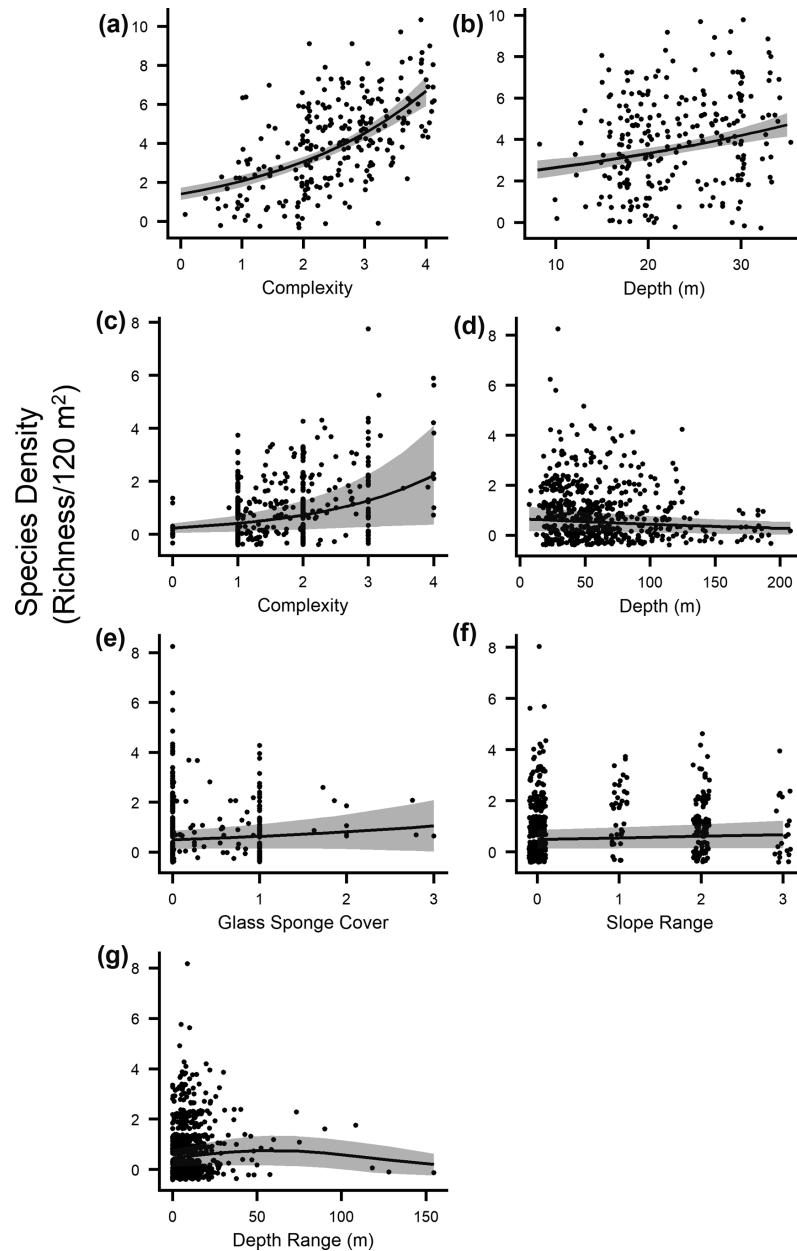 (a)
10
8
6
4
2
0
0 1 2 3 4
Complexity
(b)
10
8
6
4
2
0
10 20 30
Depth (m)
Species Density
(Richness/120 m²)
(c)
8
6
4
2
0
0 1 2 3 4
Complexity
(d)
8
6
4
2
0
0 50 100 150 200
Depth (m)
(e)
8
6
4
2
0
0 1 2 3
Glass Sponge Cover
(f)
8
6
4
2
0
0 1 2 3
Slope Range
(g)
8
6
4
2
0
0 50 100 150
Depth Range (m)